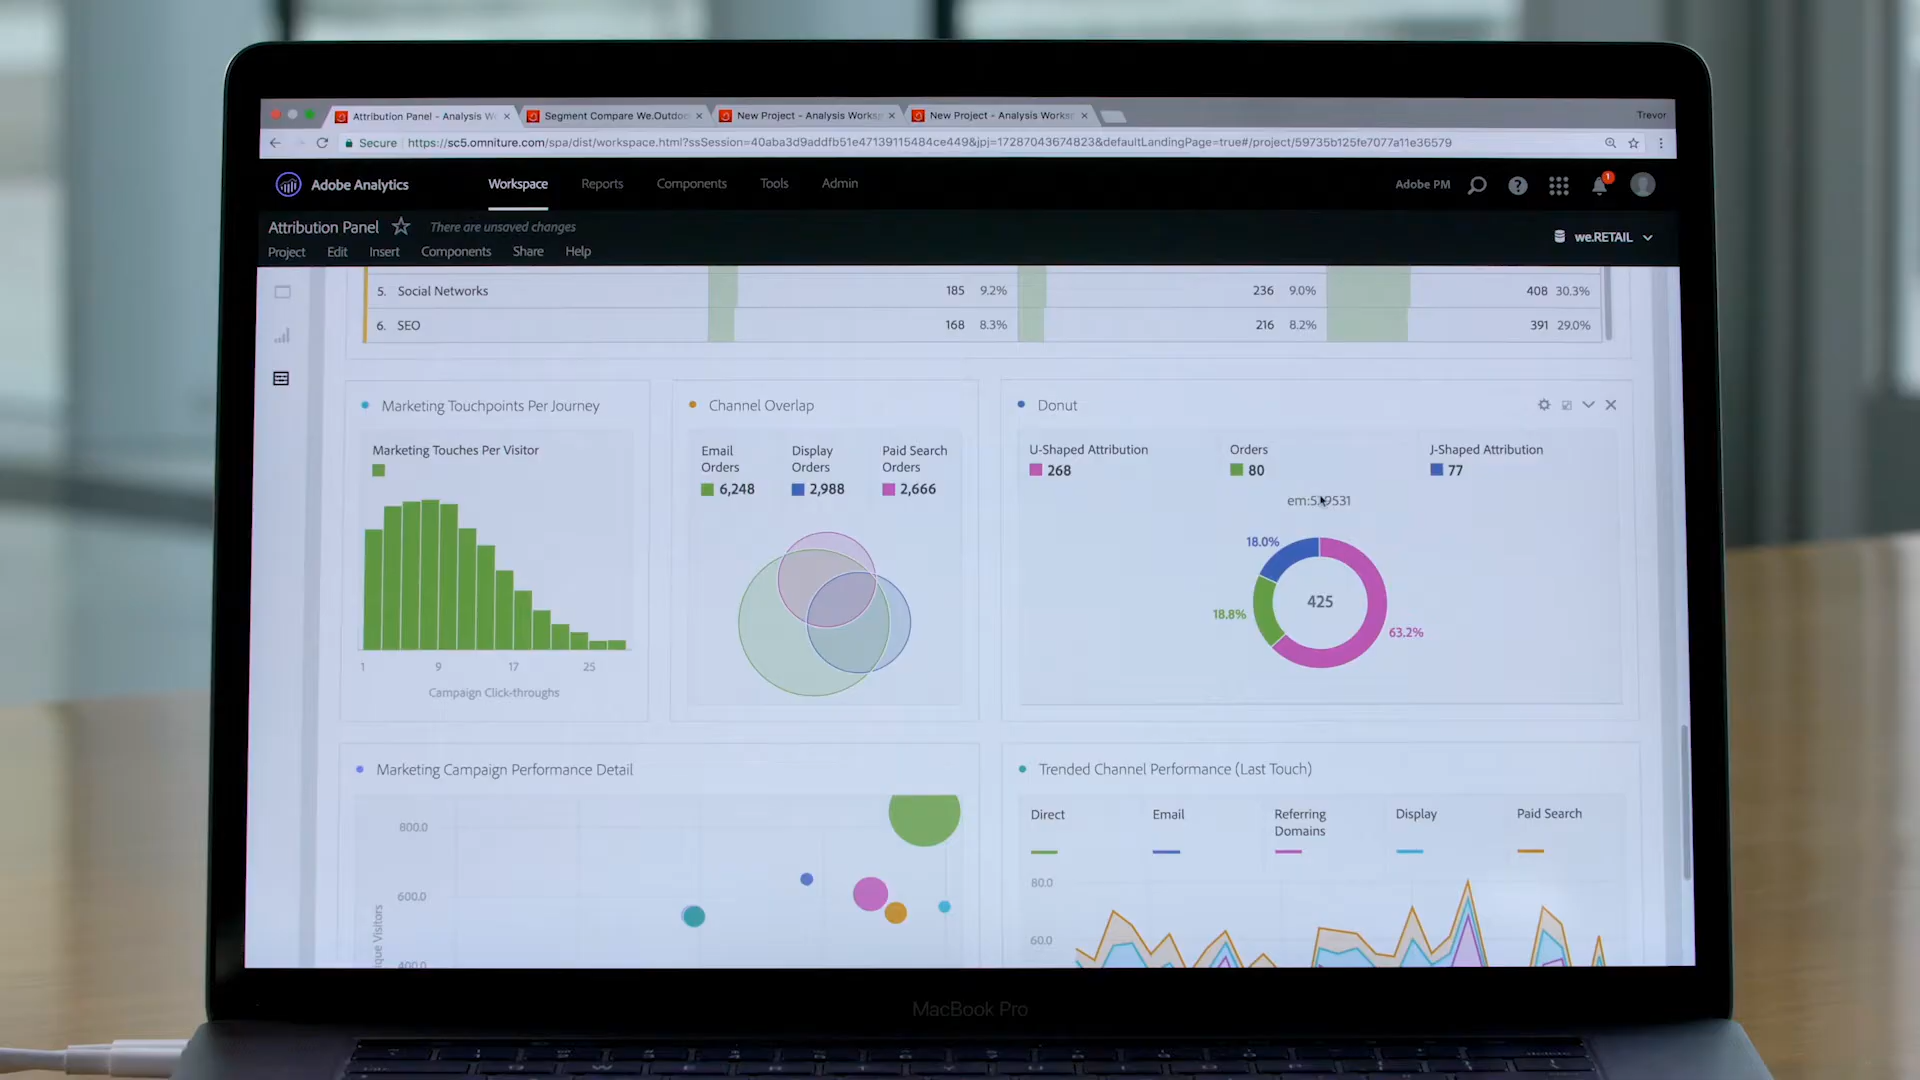 Attribution Panel - Analysis W
Segment Compare We.Outdoo
New Project - Analysis Works
New Project - Analysis Works
Trevor
Secure https://sc5.omniture.com/spa/dist/workspace.html?ssSession=40aba3d9addfb51e47139115484ce449&jpj=17287043674823&defaultLandingPage=true#/project/59735b125fe7077a11e36579
Adobe Analytics Workspace Reports Components Tools Admin Adobe PM 1
Attribution Panel There are unsaved changes
we.RETAIL
Project Edit Insert Components Share Help
5. Social Networks 185 9.2% 236 9.0% 408 30.3%
6. SEO 168 8.3% 216 8.2% 391 29.0%
Marketing Touchpoints Per Journey
Marketing Touches Per Visitor
1 9 17 25
Campaign Click-throughs
Channel Overlap
Email Orders
6,248
Display Orders
2,988
Paid Search Orders
2,666
Donut
U-Shaped Attribution
268
Orders
80
J-Shaped Attribution
77
18.0%
18.8%
425
63.2%
Marketing Campaign Performance Detail
800.0
600.0
400.0
Trended Channel Performance (Last Touch)
Direct
Email
Referring Domains
Display
Paid Search
80.0
60.0
MacBook Pro